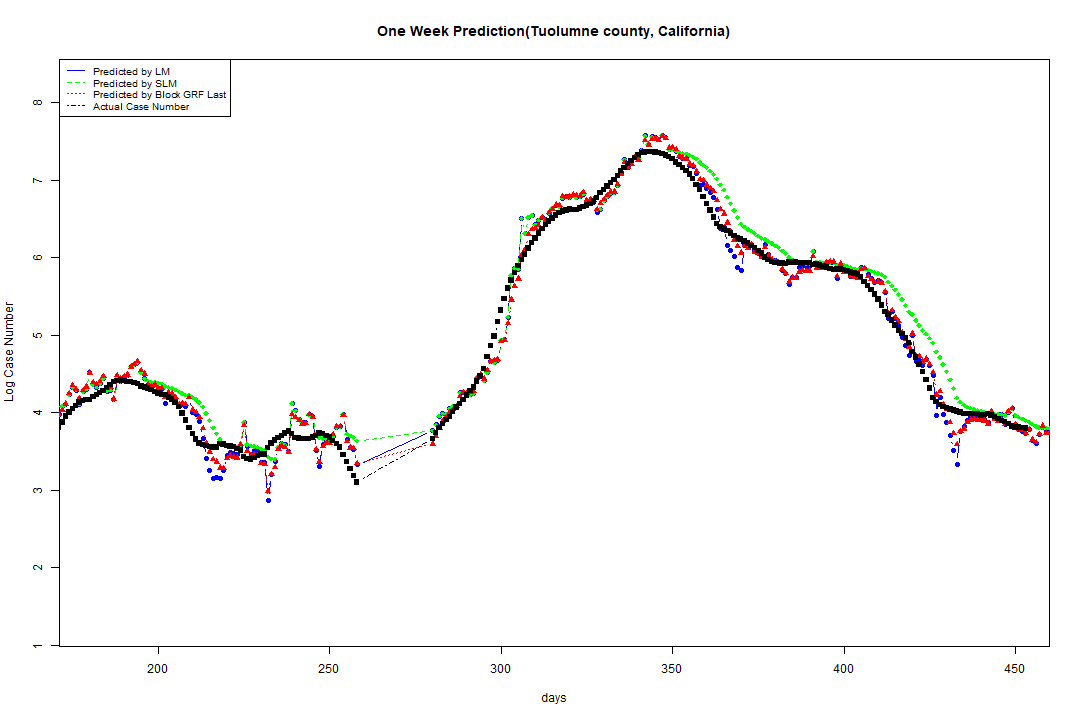 One Week Prediction(Tuolumne county, California)
Predicted by LM
Predicted by SLM
Predicted by Block GRF Last
Actual Case Number
Log Case Number
8
7
6
5
4
3
2
1
200 250 300 350 400 450
days